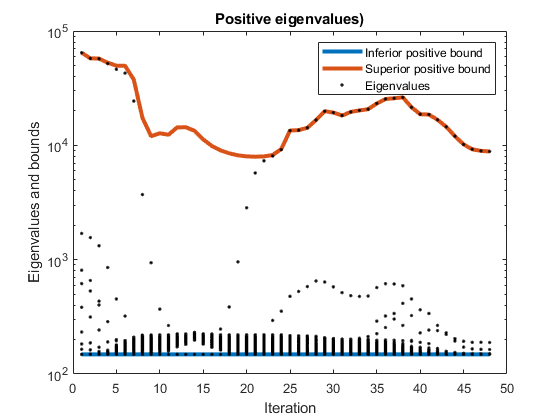 Positive eigenvalues)
Inferior positive bound
Superior positive bound
Eigenvalues
Eigenvalues and bounds
10^5
10^4
10^3
10^2
0 5 10 15 20 25 30 35 40 45 50
Iteration